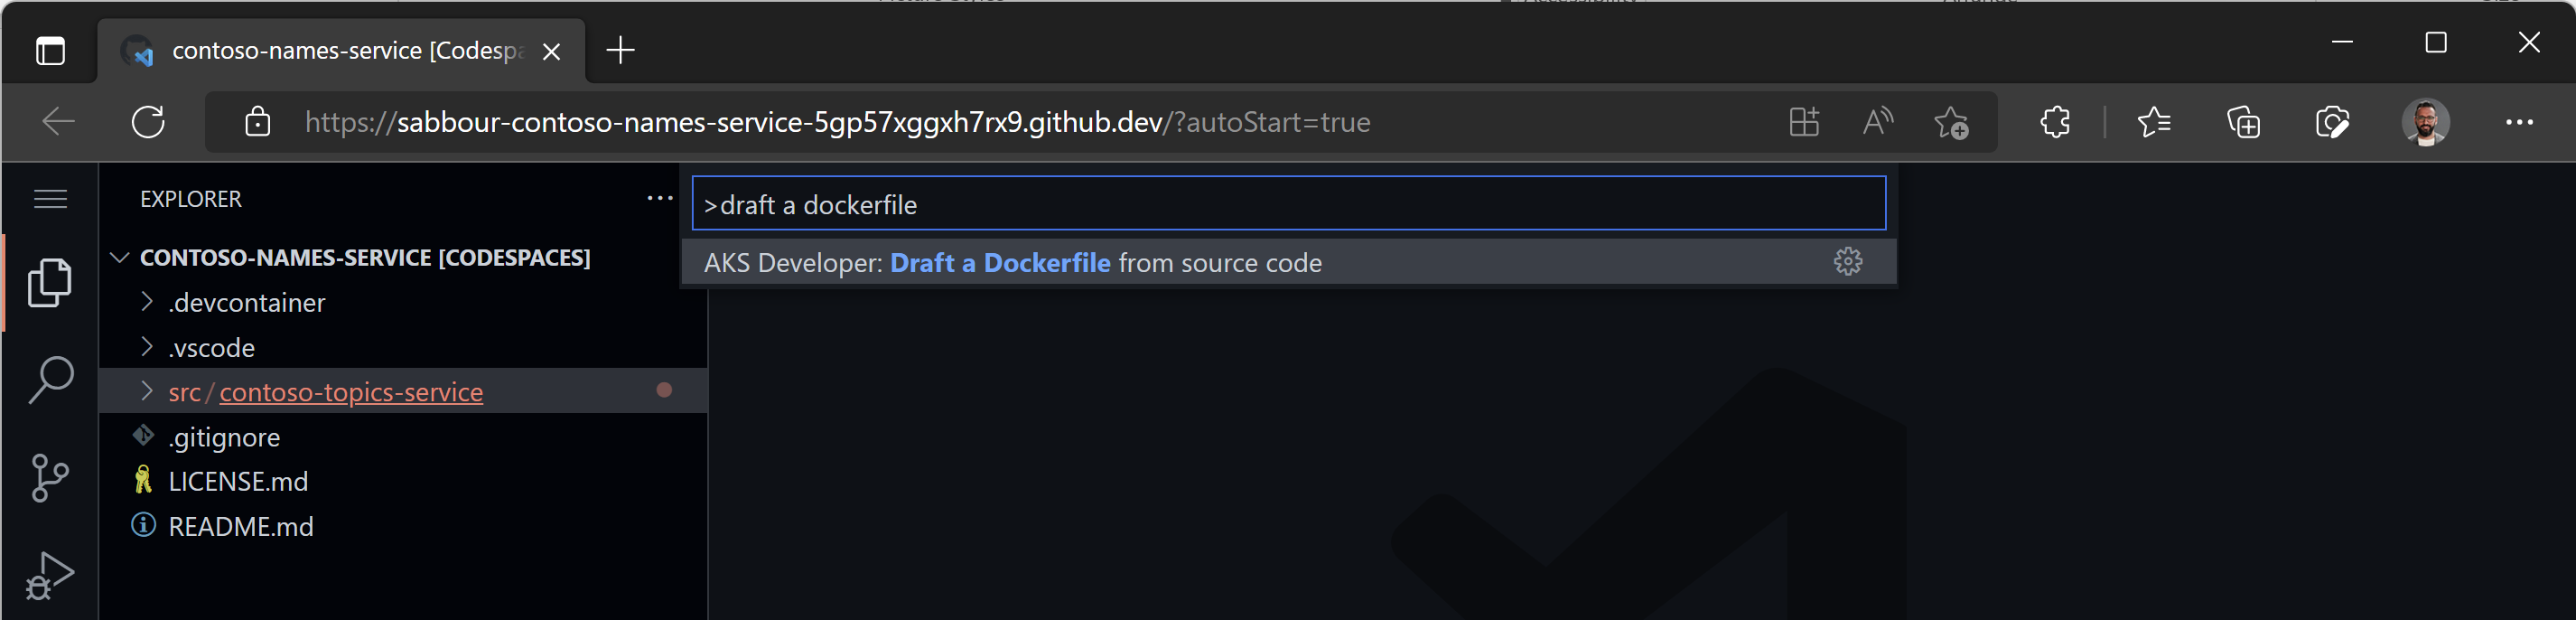 contoso-names-service [Codespa
https://sabbour-contoso-names-service-5gp57xggxh7rx9.github.dev/?autoStart=true
EXPLORER
>draft a dockerfile
CONTOSO-NAMES-SERVICE [CODESPACES]
AKS Developer: Draft a Dockerfile from source code
.devcontainer
.vscode
src/contoso-topics-service
.gitignore
LICENSE.md
README.md